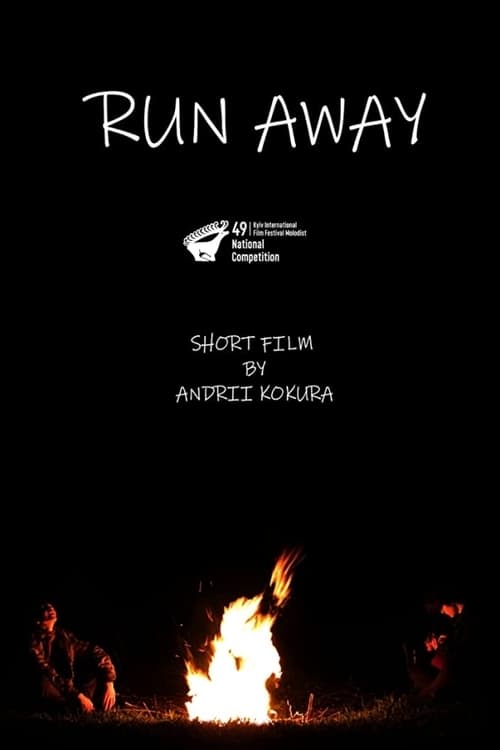 RUN AWAY
49 Kyiv International
Film Festival Molodist
National
Competition
SHORT FILM
BY
ANDRII KOKURA